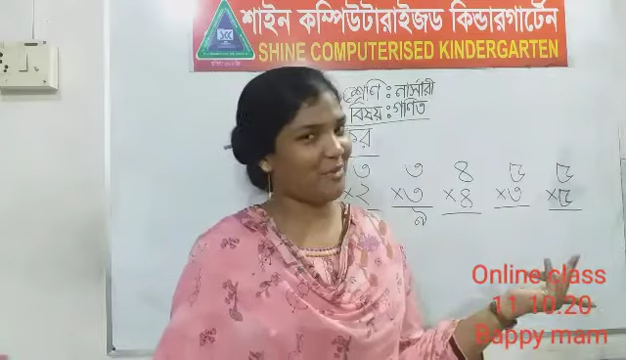 শাইন কম্পিউটারাইজড কিন্ডারগার্টেন
SHINE COMPUTERISED KINDERGARTEN
শ্রেণি : নার্সারী
বিষয় : গণিত
৩ ৩ ৪ ৫ ৫
×২ ×৩ ×৪ ×৩ ×৫
৯
Online class
11.10.20
Bappy mam